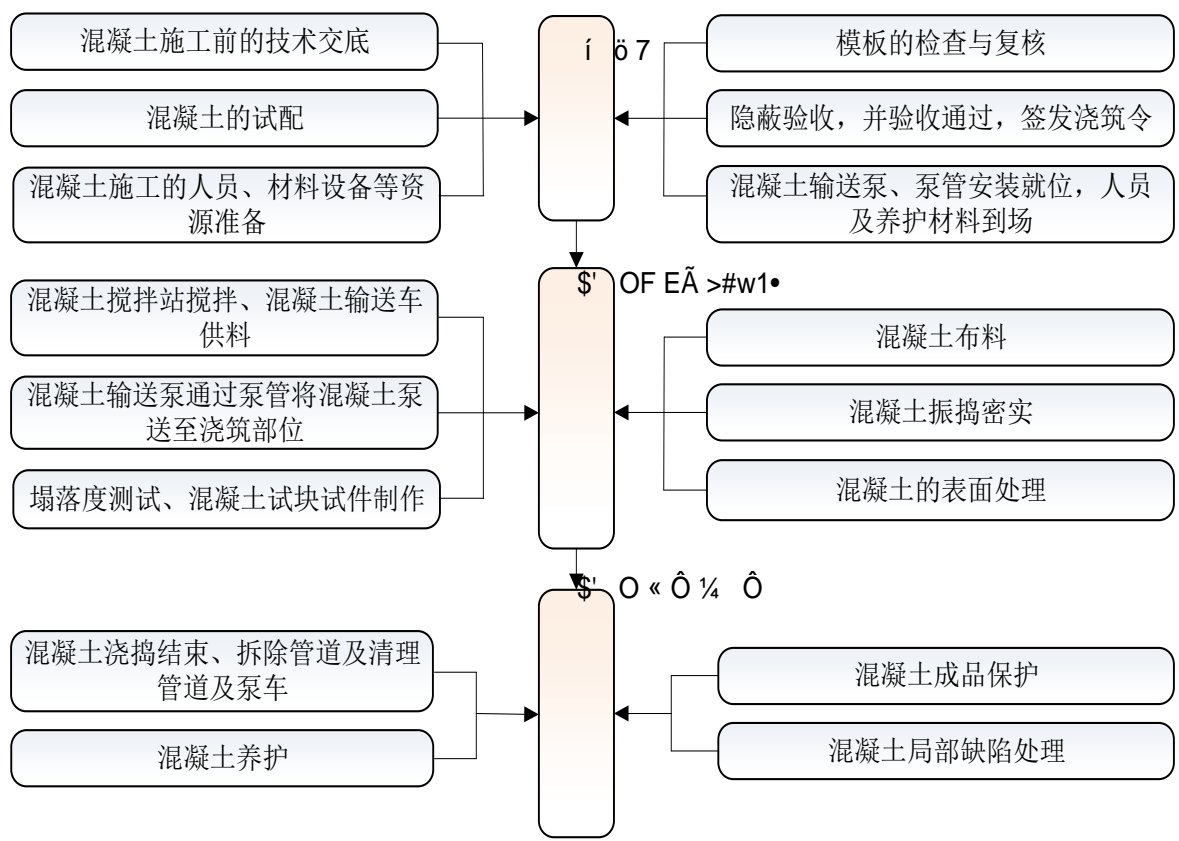 混凝土施工前的技术交底
混凝土的试配
混凝土施工的人员、材料设备等资
源准备
í ö 7
模板的检查与复核
隐蔽验收，并验收通过，签发浇筑令
混凝土输送泵、泵管安装就位，人员
及养护材料到场
混凝土搅拌站搅拌、混凝土输送车
供料
混凝土输送泵通过泵管将混凝土泵
送至浇筑部位
塌落度测试、混凝土试块试件制作
$' OF EÃ >#w1•
混凝土布料
混凝土振捣密实
混凝土的表面处理
$' O « Ô ¼ Ô
混凝土浇捣结束、拆除管道及清理
管道及泵车
混凝土养护
混凝土成品保护
混凝土局部缺陷处理